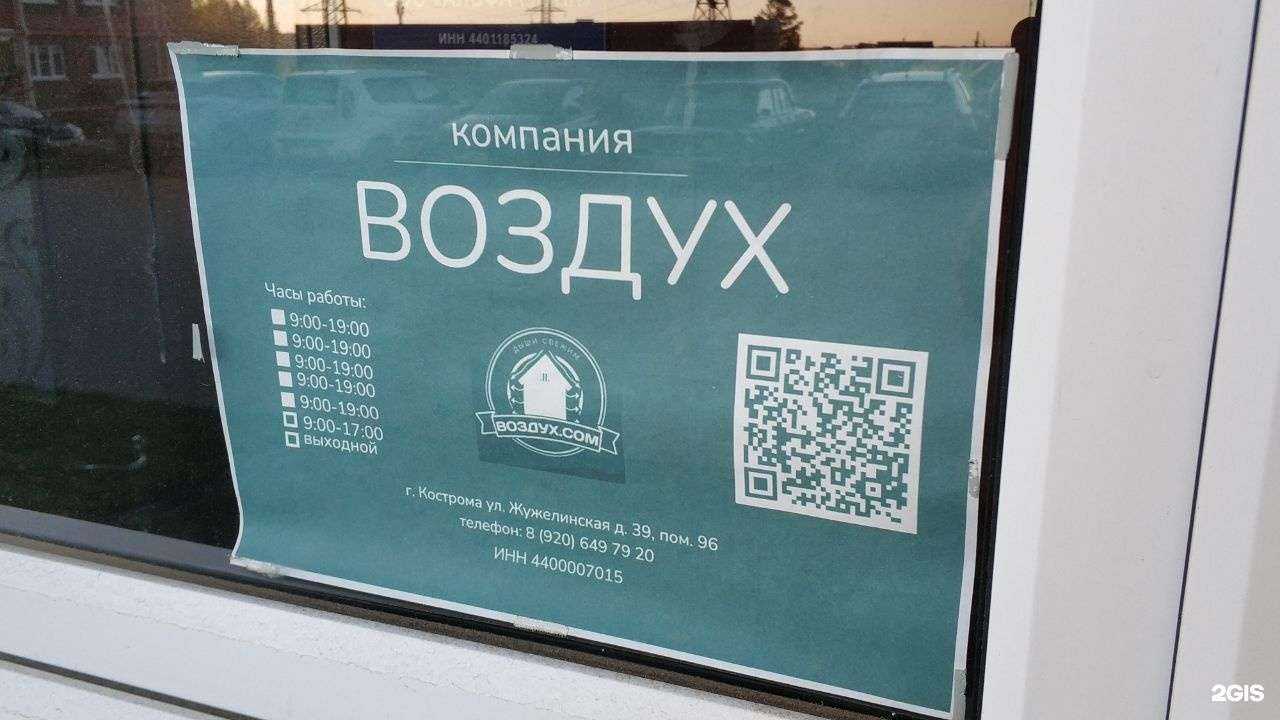 ИНН 4401185324
компания
ВОЗДУХ
Часы работы:
9:00-19:00
9:00-19:00
9:00-19:00
9:00-19:00
9:00-19:00
9:00-17:00
выходной
дыши свежим
ВОЗДУХ.COM
г. Кострома ул. Жужелинская д. 39, пом. 96
телефон: 8 (920) 649 79 20
ИНН 4400007015
2GIS